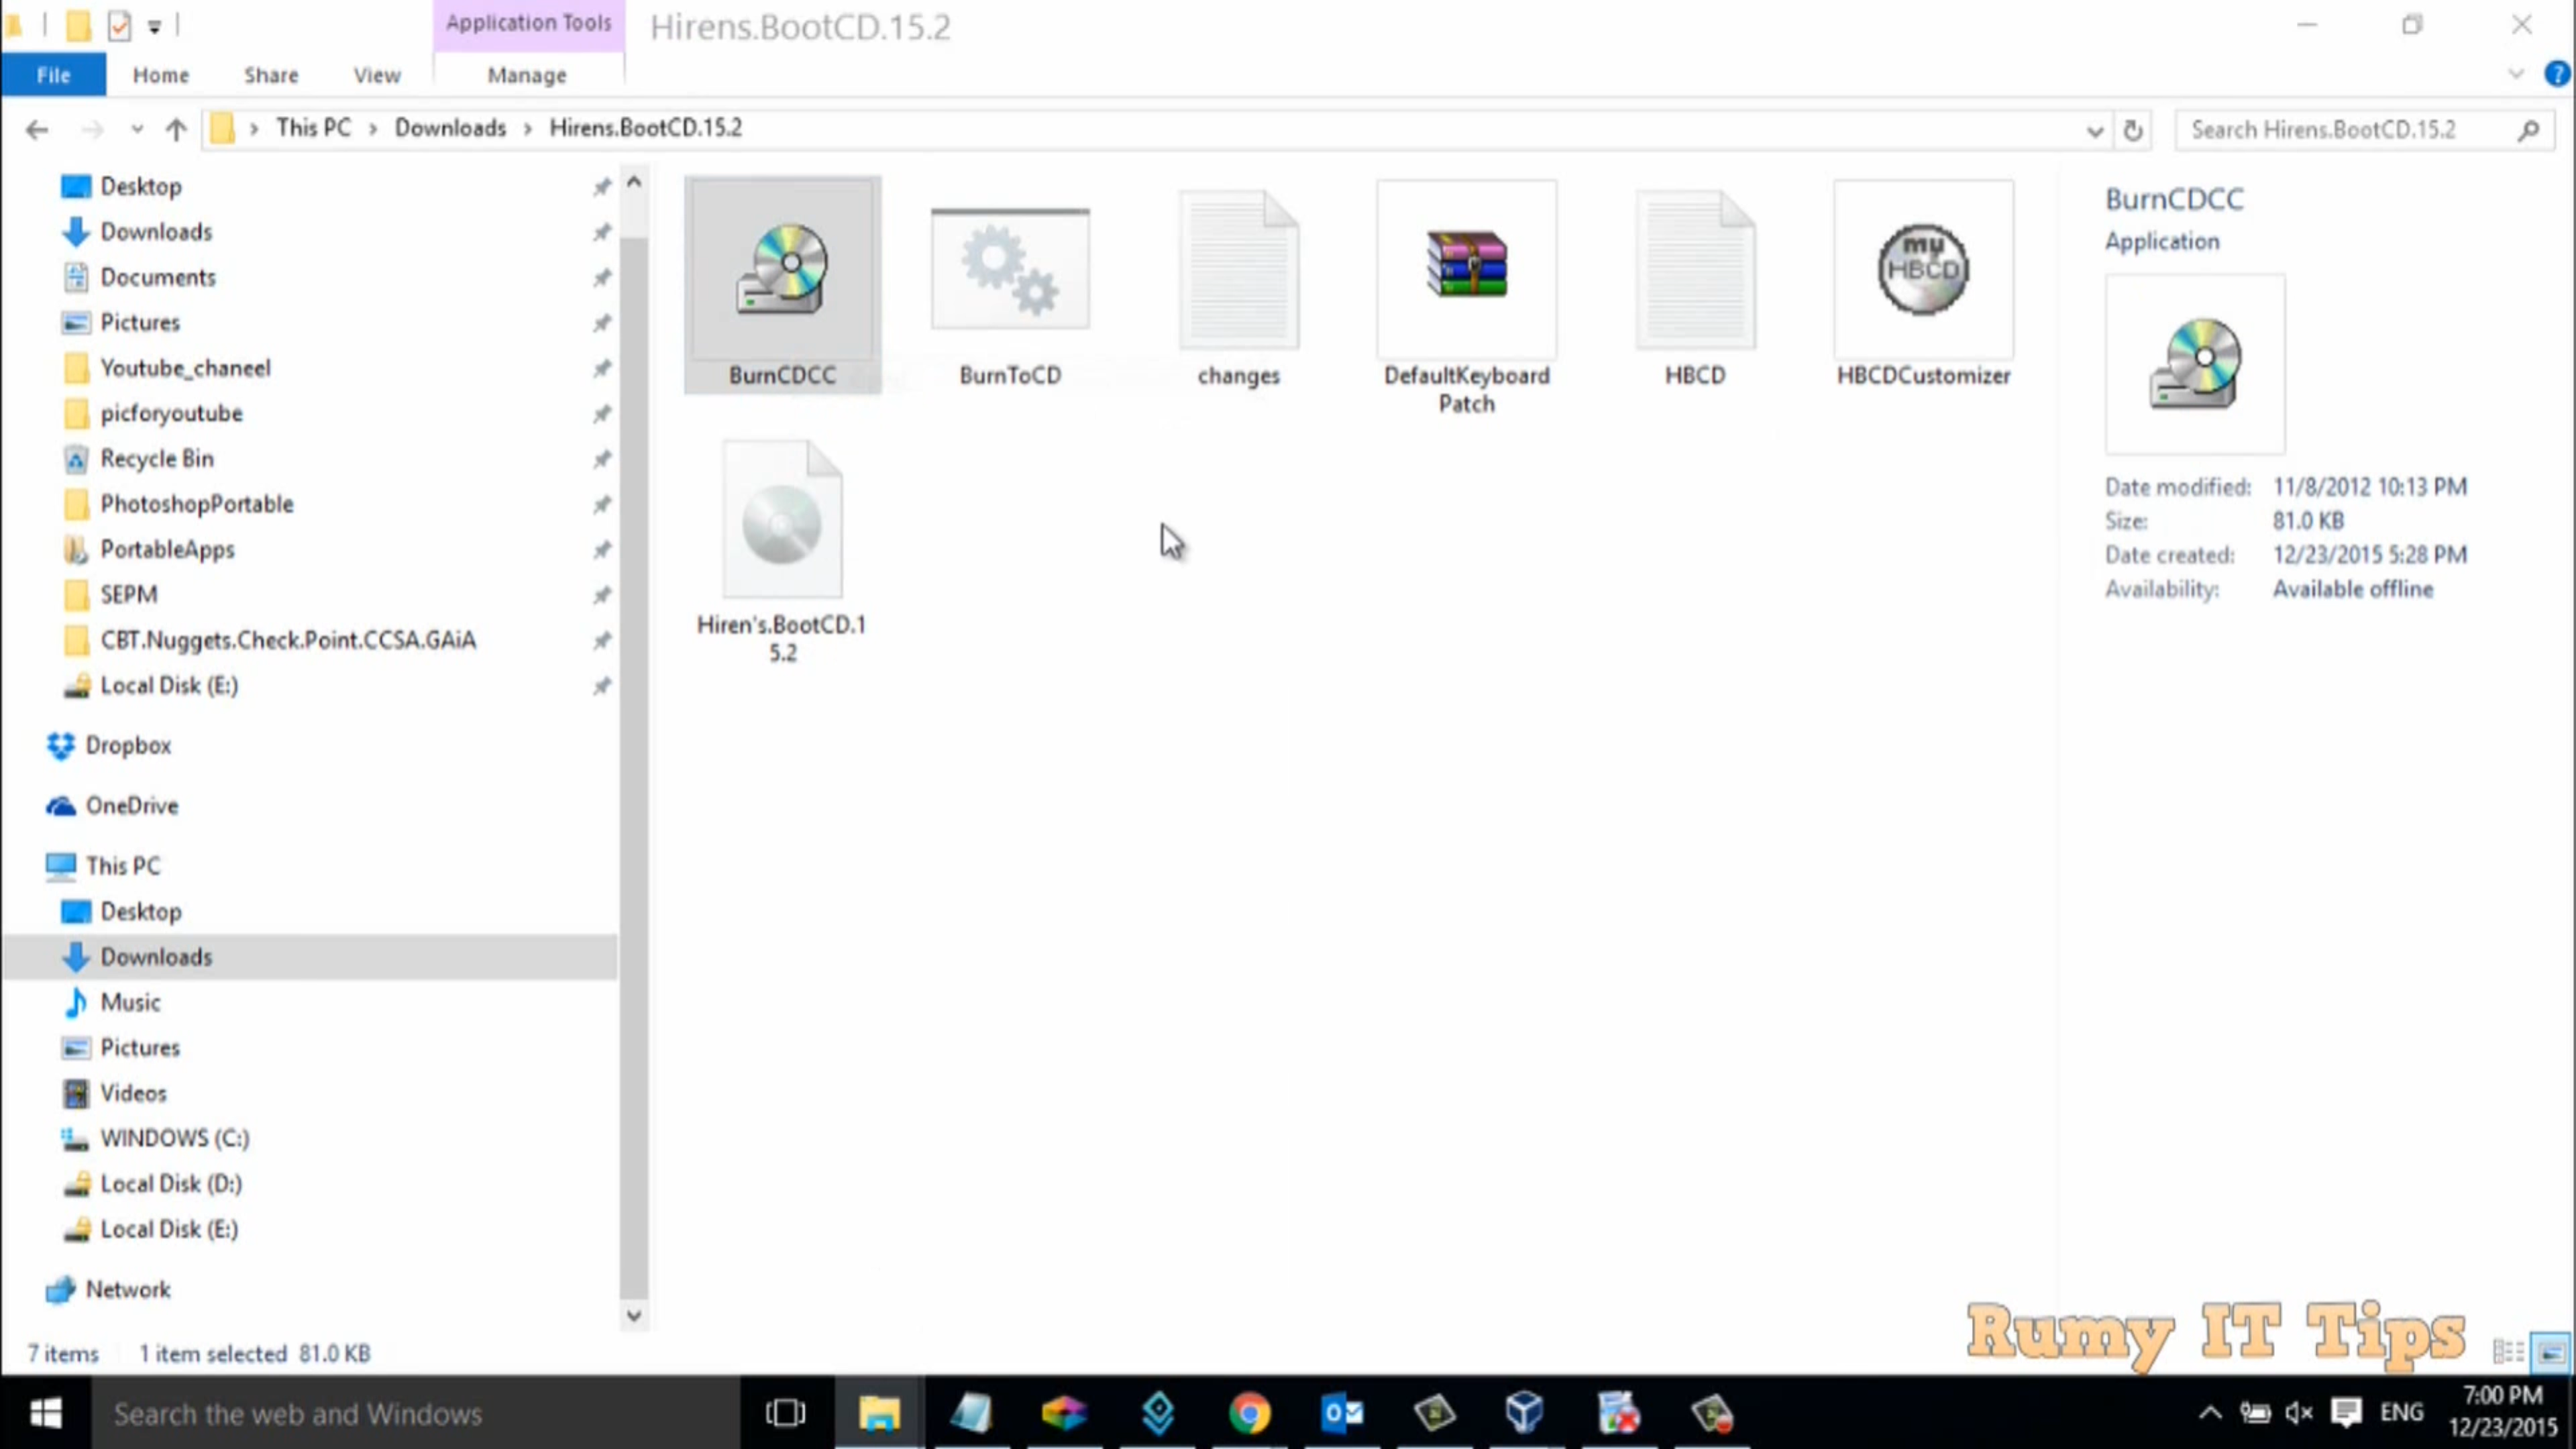 Application Tools
Hirens.BootCD.15.2
File
Home
Share
View
Manage
This PC
Downloads
Hirens.BootCD.15.2
Search Hirens.BootCD.15.2
Desktop
Downloads
Documents
Pictures
Youtube_chaneel
picforyoutube
Recycle Bin
PhotoshopPortable
PortableApps
SEPM
CBT.Nuggets.Check.Point.CCSA.GAiA
Local Disk (E:)
Dropbox
OneDrive
This PC
Desktop
Downloads
Music
Pictures
Videos
WINDOWS (C:)
Local Disk (D:)
Local Disk (E:)
Network
BurnCDCC
BurnToCD
changes
DefaultKeyboard
Patch
HBCD
my
HBCD
HBCDCustomizer
Hiren's.BootCD.1
5.2
BurnCDCC
Application
Date modified: 11/8/2012 10:13 PM
Size: 81.0 KB
Date created: 12/23/2015 5:28 PM
Availability: Available offline
7 items 1 item selected 81.0 KB
Rumy IT Tips
Search the web and Windows
ENG
7:00 PM
12/23/2015